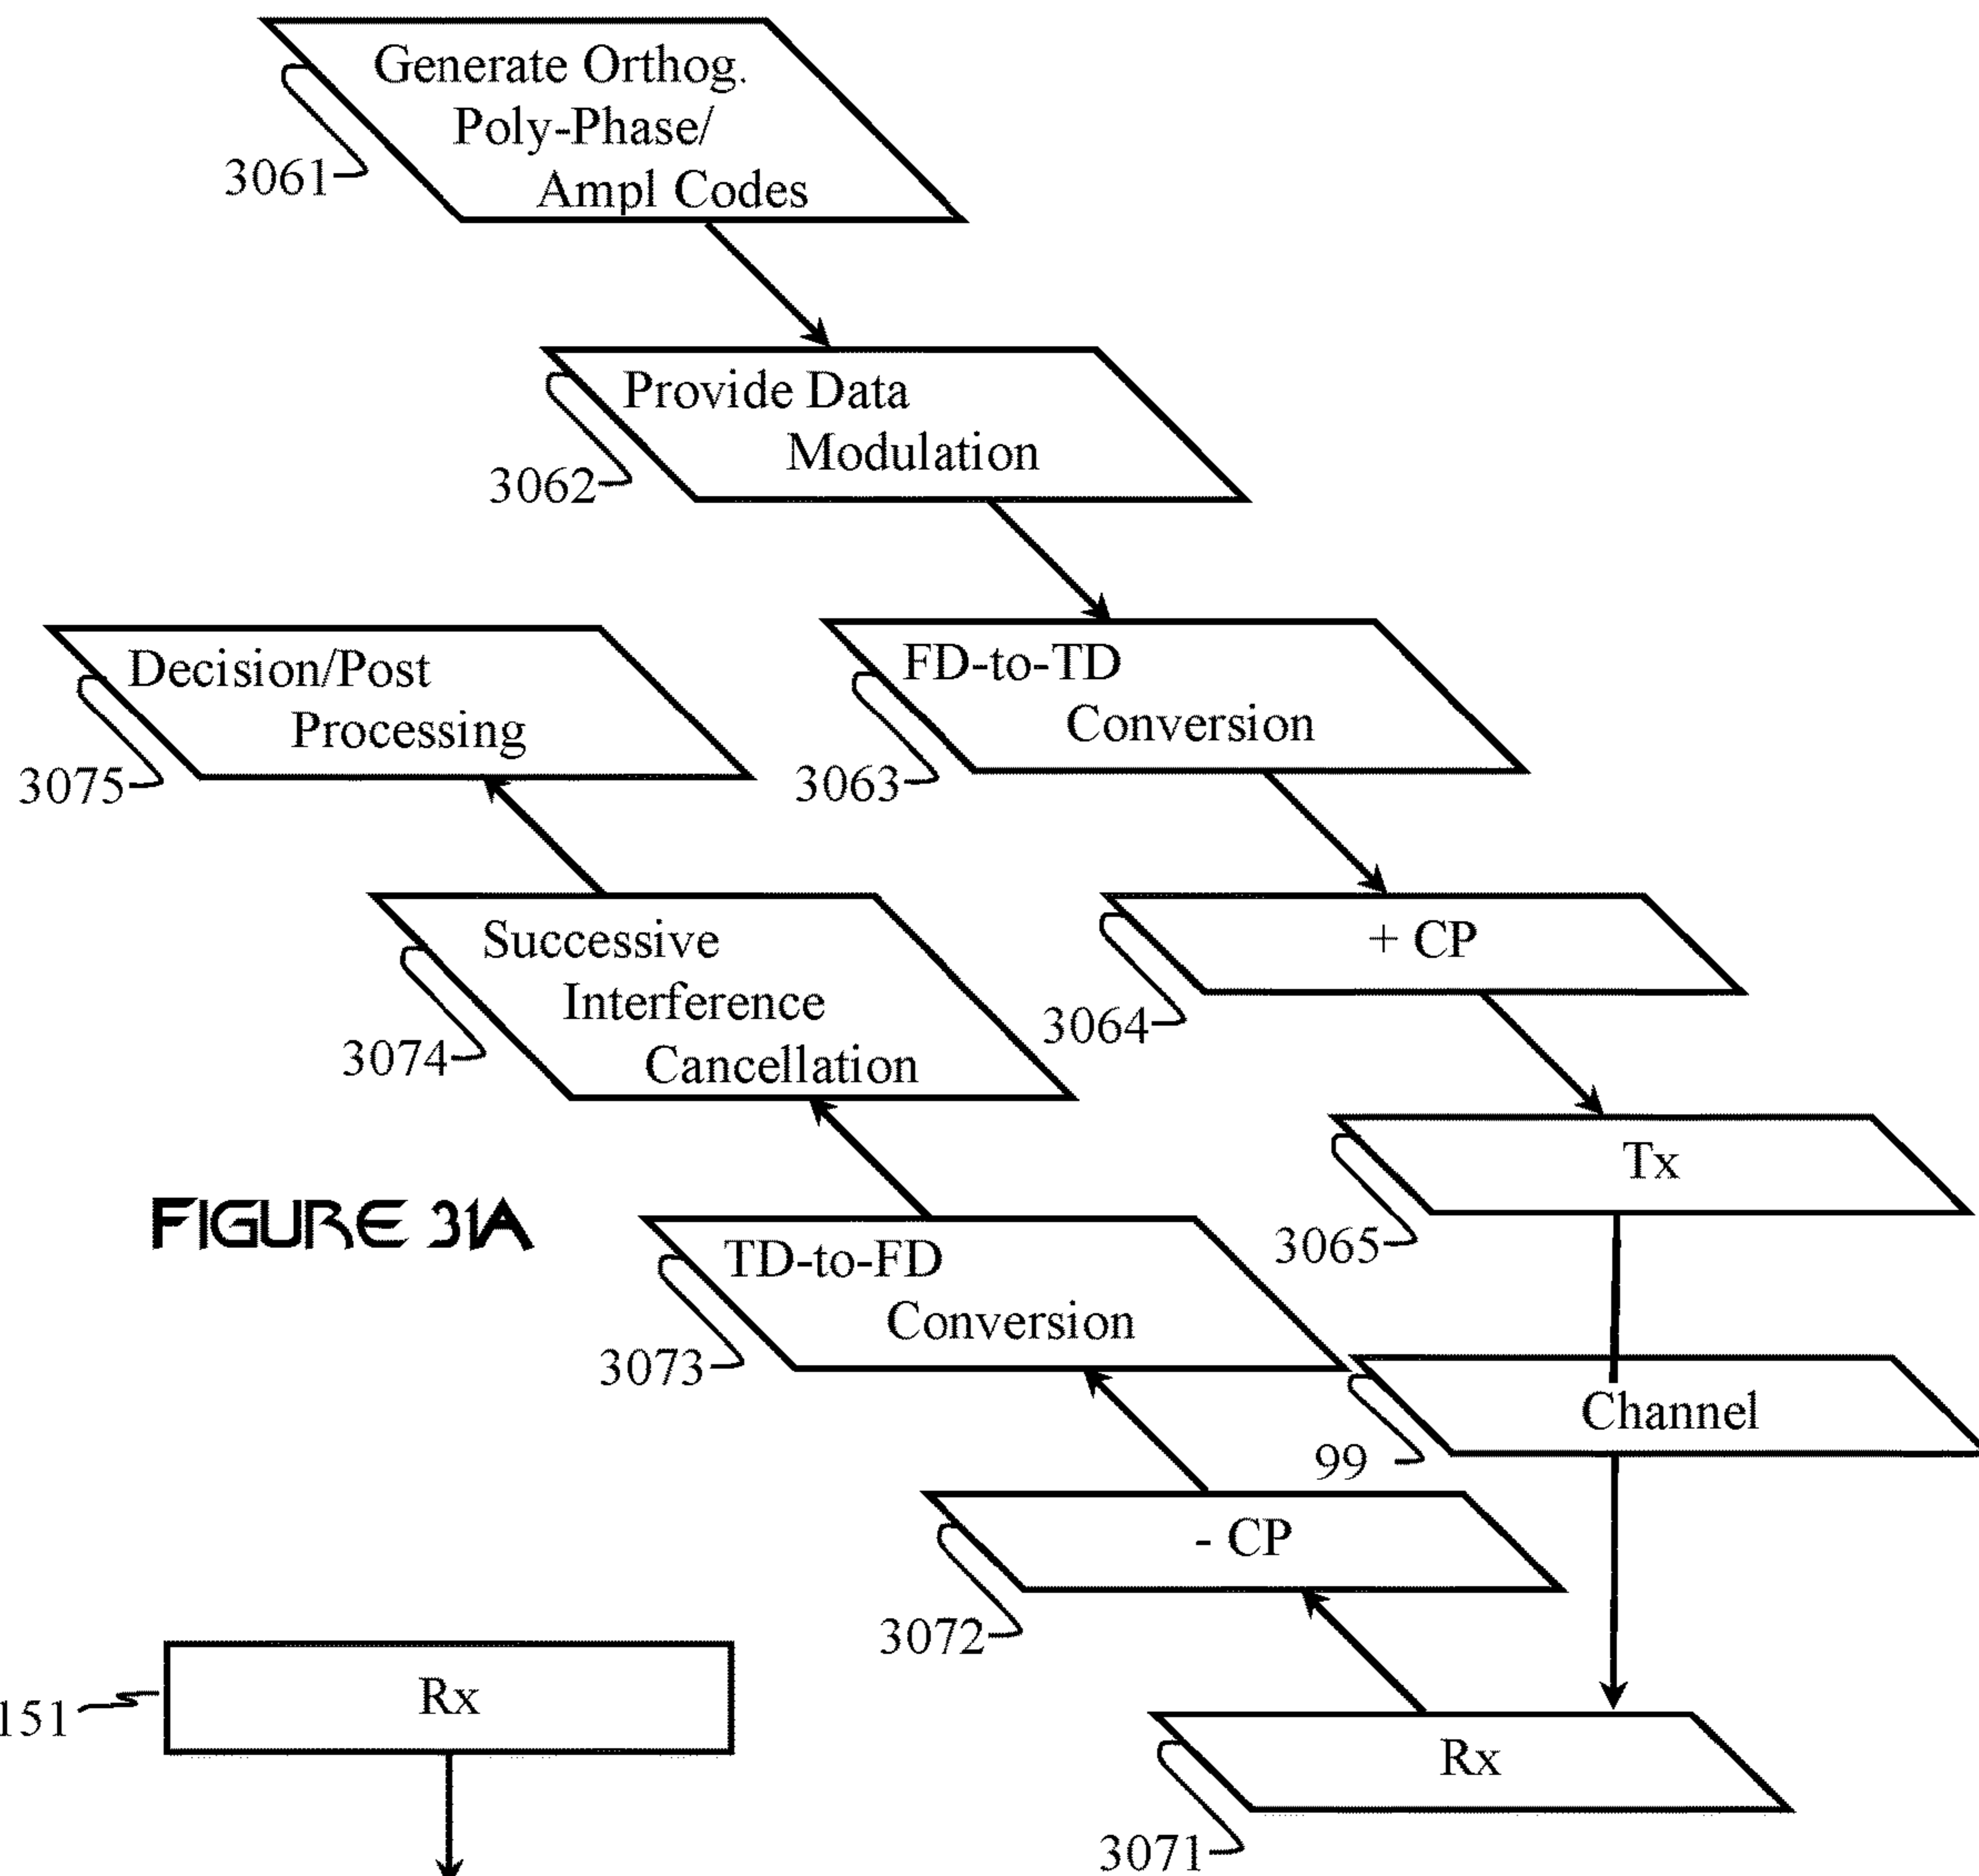 Generate Orthog.
Poly-Phase/
Ampl Codes
3061
Provide Data
Modulation
3062
FD-to-TD
Conversion
3063
Decision/Post
Processing
3075
+ CP
3064
Successive
Interference
Cancellation
3074
Tx
3065
FIGURE 31A
TD-to-FD
Conversion
3073
Channel
99
- CP
3072
Rx
151
Rx
3071